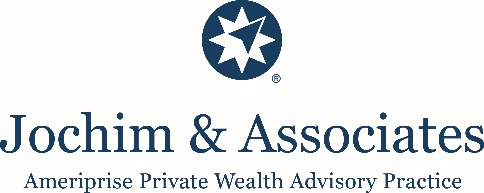 ®
Jochim & Associates
Ameriprise Private Wealth Advisory Practice